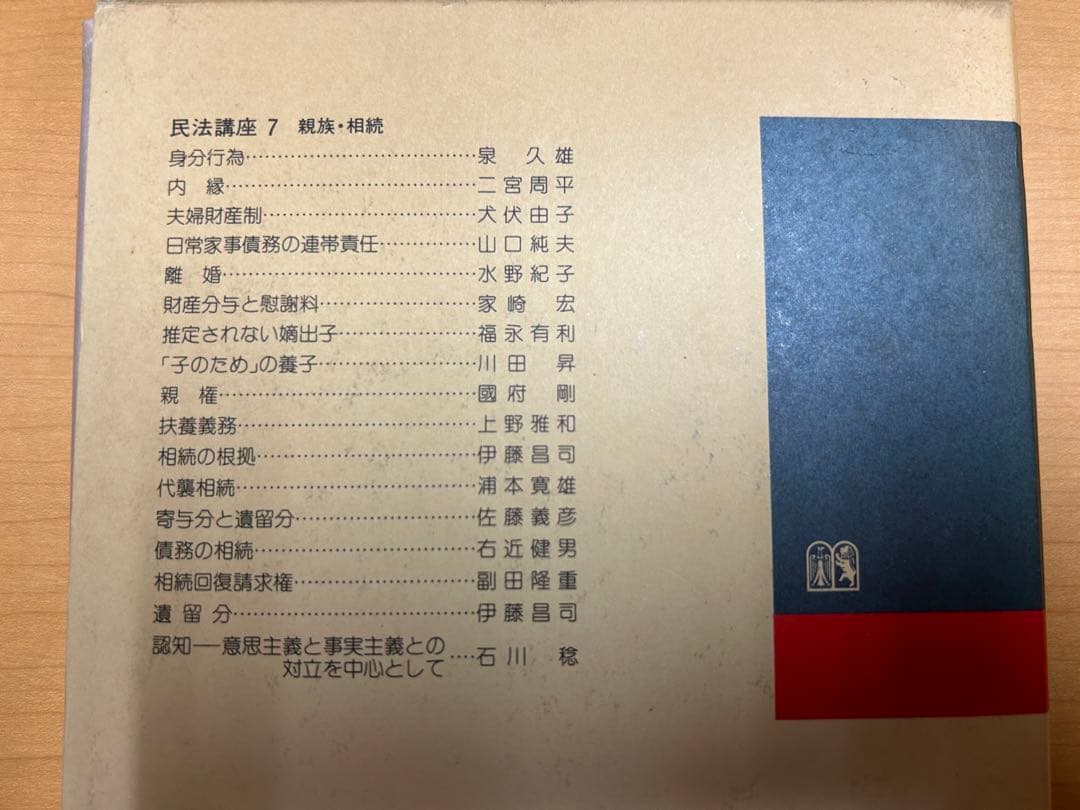 民法講座 7 親族・相続
身分行為……………………………泉 久 雄
内 縁………………………………二宮周平
夫婦財産制…………………………犬伏由子
日常家事債務の連帯責任……………山口純夫
離 婚………………………………水野紀子
財産分与と慰謝料…………………家崎 宏
推定されない嫡出子………………福永有利
「子のため」の養子…………………川田 昇
親 権………………………………國府 剛
扶養義務……………………………上野雅和
相続の根拠…………………………伊藤昌司
代襲相続……………………………浦本寛雄
寄与分と遺留分……………………佐藤義彦
債務の相続…………………………右近健男
相続回復請求権……………………副田隆重
遺 留 分……………………………伊藤昌司
認知──意思主義と事実主義との
対立を中心として‥‥石川 稔